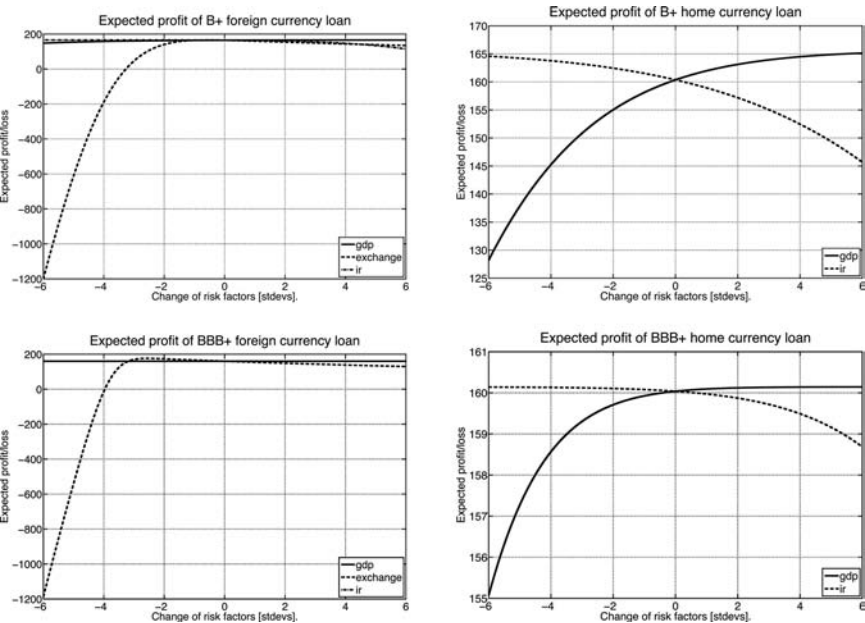 Expected profit of B+ foreign currency loan
200
0
−200
−400
−600
−800
−1000
−1200
Expected profit/loss
gdp
exchange
ir
−6
−4
−2
0
2
4
6
Change of risk factors [stdevs].
Expected profit of B+ home currency loan
170
165
160
155
150
145
140
135
130
125
Expected profit/loss
gdp
ir
−6
−4
−2
0
2
4
6
Change of risk factors [stdevs].
Expected profit of BBB+ foreign currency loan
200
0
−200
−400
−600
−800
−1000
−1200
Expected profit/loss
gdp
exchange
ir
−6
−4
−2
0
2
4
6
Change of risk factors [stdevs].
Expected profit of BBB+ home currency loan
161
160
159
158
157
156
155
Expected profit/loss
gdp
ir
−6
−4
−2
0
2
4
6
Change of risk factors [stdevs].